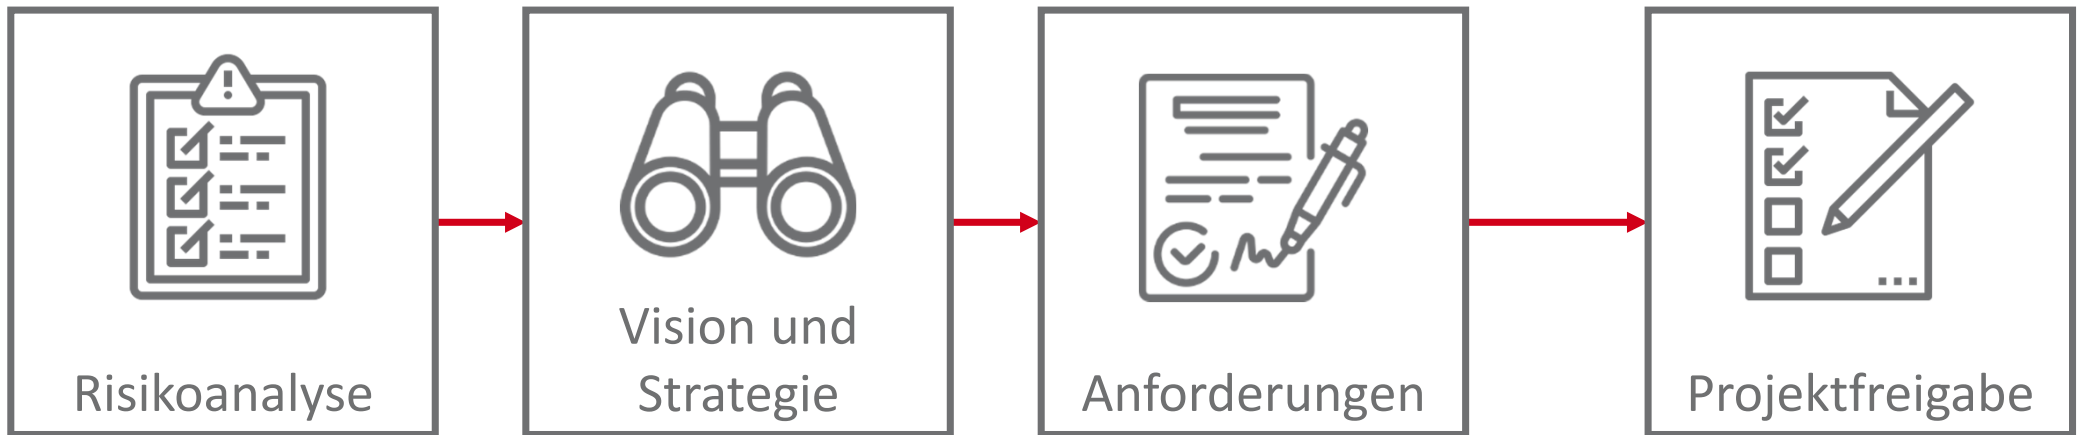 Risikoanalyse
Vision und
Strategie
Anforderungen
Projektfreigabe